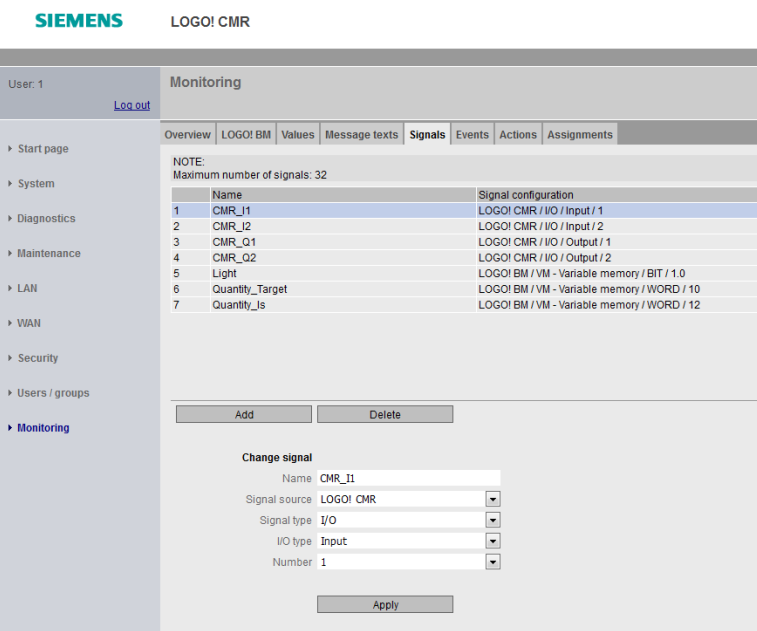 SIEMENS LOGO! CMR
User: 1
Log out
Monitoring
Start page
System
Diagnostics
Maintenance
LAN
WAN
Security
Users / groups
Monitoring
Overview LOGO! BM Values Message texts Signals Events Actions Assignments
NOTE:
Maximum number of signals: 32
Name Signal configuration
1 CMR_I1 LOGO! CMR / I/O / Input / 1
2 CMR_I2 LOGO! CMR / I/O / Input / 2
3 CMR_Q1 LOGO! CMR / I/O / Output / 1
4 CMR_Q2 LOGO! CMR / I/O / Output / 2
5 Light LOGO! BM / VM - Variable memory / BIT / 1.0
6 Quantity_Target LOGO! BM / VM - Variable memory / WORD / 10
7 Quantity_Is LOGO! BM / VM - Variable memory / WORD / 12
Add Delete
Change signal
Name CMR_I1
Signal source LOGO! CMR
Signal type I/O
I/O type Input
Number 1
Apply